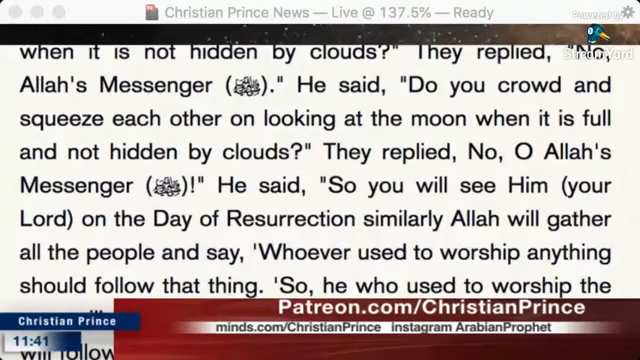 Christian Prince News — Live @ 137.5% — Ready
Powered by
StreamYard
when it is not hidden by clouds?" They replied, "No,
Allah's Messenger (ﷺ)." He said, "Do you crowd and
squeeze each other on looking at the moon when it is full
and not hidden by clouds?" They replied, No, O Allah's
Messenger (ﷺ)!" He said, "So you will see Him (your
Lord) on the Day of Resurrection similarly Allah will gather
all the people and say, 'Whoever used to worship anything
should follow that thing. 'So, he who used to worship the
Patreon.com/ChristianPrince
Christian Prince
minds.com/ChristianPrince instagram ArabianProphet
11:41
will follow